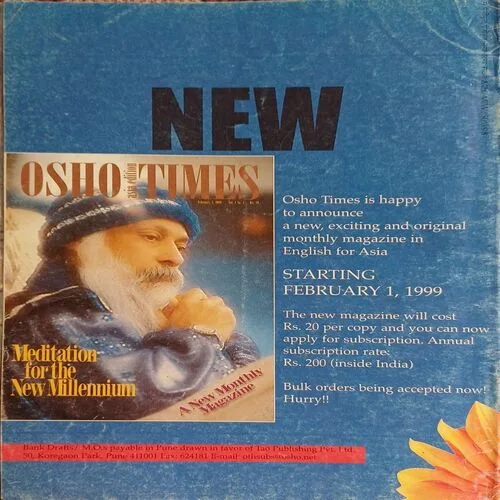 NEW
OSHO TIMES
asia edition
Meditation
for the
New Millennium
A New Monthly
Magazine
Osho Times is happy
to announce
a new, exciting and original
monthly magazine in
English for Asia
STARTING
FEBRUARY 1, 1999
The new magazine will cost
Rs. 20 per copy and you can now
apply for subscription. Annual
subscription rate:
Rs. 200 (inside India)
Bulk orders being accepted now!
Hurry!!
Bank Drafts/ M.O.s payable in Pune drawn in favor of Tao Publishing Pvt. Ltd.
50, Koregaon Park, Pune 411001 Fax: 624181 E-mail: othsubs@osho.net